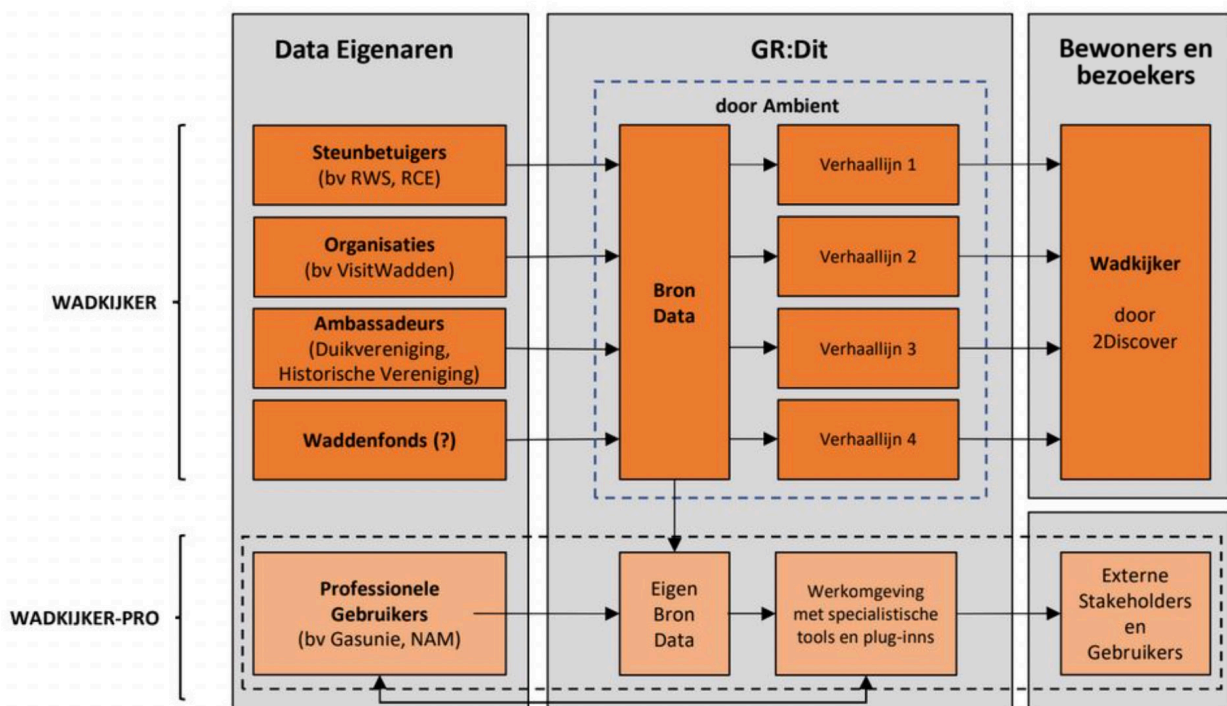 Data Eigenaren
GR:Dit
Bewoners en
bezoekers
door Ambient
WADKIJKER
Steunbetuigers
(bv RWS, RCE)
Organisaties
(bv VisitWadden)
Ambassadeurs
(Duikvereniging,
Historische Vereniging)
Waddenfonds (?)
Bron
Data
Verhaallijn 1
Verhaallijn 2
Verhaallijn 3
Verhaallijn 4
Wadkijker
door
2Discover
WADKIJKER-PRO
Professionele
Gebruikers
(bv Gasunie, NAM)
Eigen
Bron
Data
Werkomgeving
met specialistische
tools en plug-inns
Externe
Stakeholders
en
Gebruikers